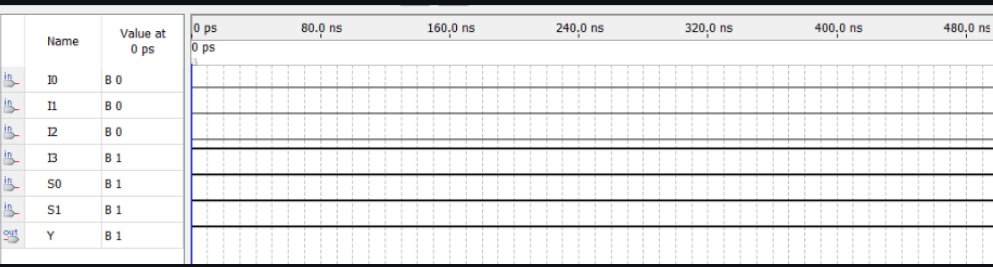 Name Value at 0 ps
0 ps 80.0 ns 160.0 ns 240.0 ns 320.0 ns 400.0 ns 480.0 ns
0 ps
in I0 B 0
in I1 B 0
in I2 B 0
in I3 B 1
in S0 B 1
in S1 B 1
out Y B 1